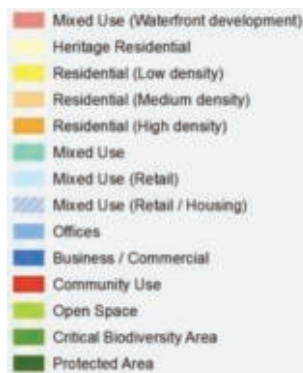 Mixed Use (Waterfront development)
Heritage Residential
Residential (Low density)
Residential (Medium density)
Residential (High density)
Mixed Use
Mixed Use (Retail)
Mixed Use (Retail / Housing)
Offices
Business / Commercial
Community Use
Open Space
Critical Biodiversity Area
Protected Area